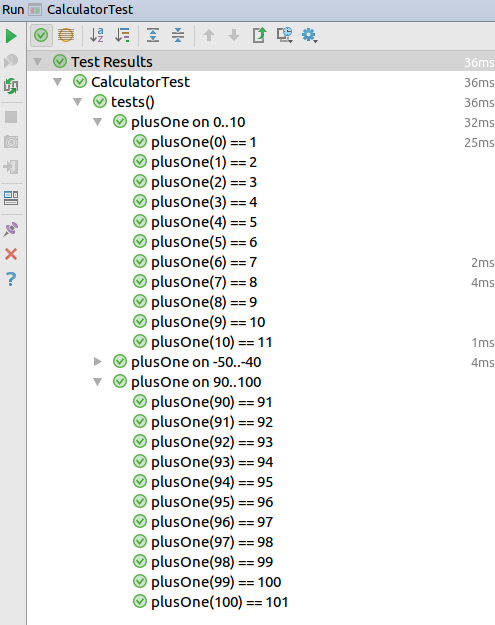 Run CalculatorTest
Test Results 36ms
CalculatorTest 36ms
tests() 36ms
plusOne on 0..10 32ms
plusOne(0) == 1 25ms
plusOne(1) == 2
plusOne(2) == 3
plusOne(3) == 4
plusOne(4) == 5
plusOne(5) == 6
plusOne(6) == 7 2ms
plusOne(7) == 8 4ms
plusOne(8) == 9
plusOne(9) == 10
plusOne(10) == 11 1ms
plusOne on -50..-40 4ms
plusOne on 90..100
plusOne(90) == 91
plusOne(91) == 92
plusOne(92) == 93
plusOne(93) == 94
plusOne(94) == 95
plusOne(95) == 96
plusOne(96) == 97
plusOne(97) == 98
plusOne(98) == 99
plusOne(99) == 100
plusOne(100) == 101